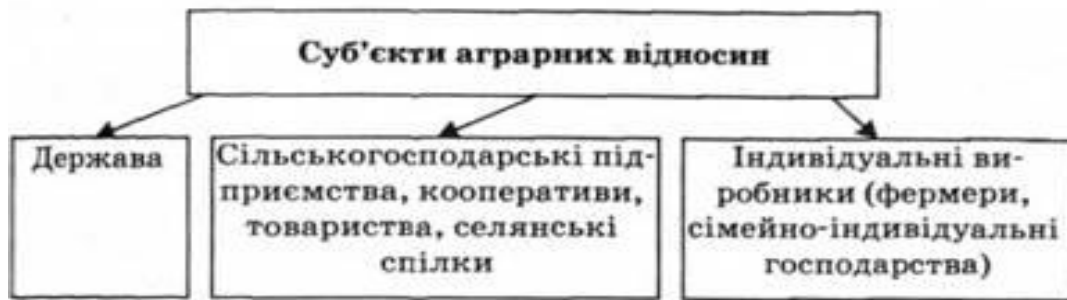 Суб’єкти аграрних відносин
Держава
Сільськогосподарські під-
приємства, кооперативи,
товариства, селянські
спілки
Індивідуальні ви-
робники (фермери,
сімейно-індивідуальні
господарства)